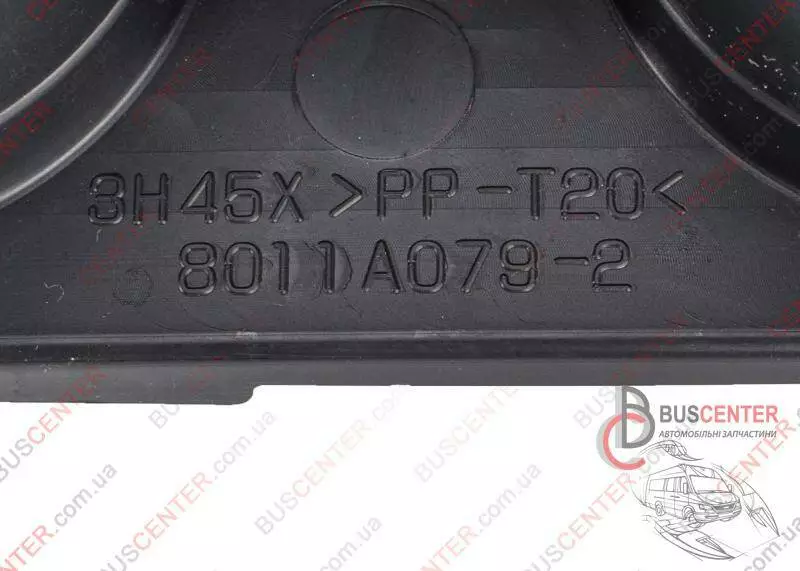 3H45X >PP-T20<
8011A079-2
BUSCENTER
АВТОМОБІЛЬНІ ЗАПЧАСТИНИ
BUSCENTER.com.ua